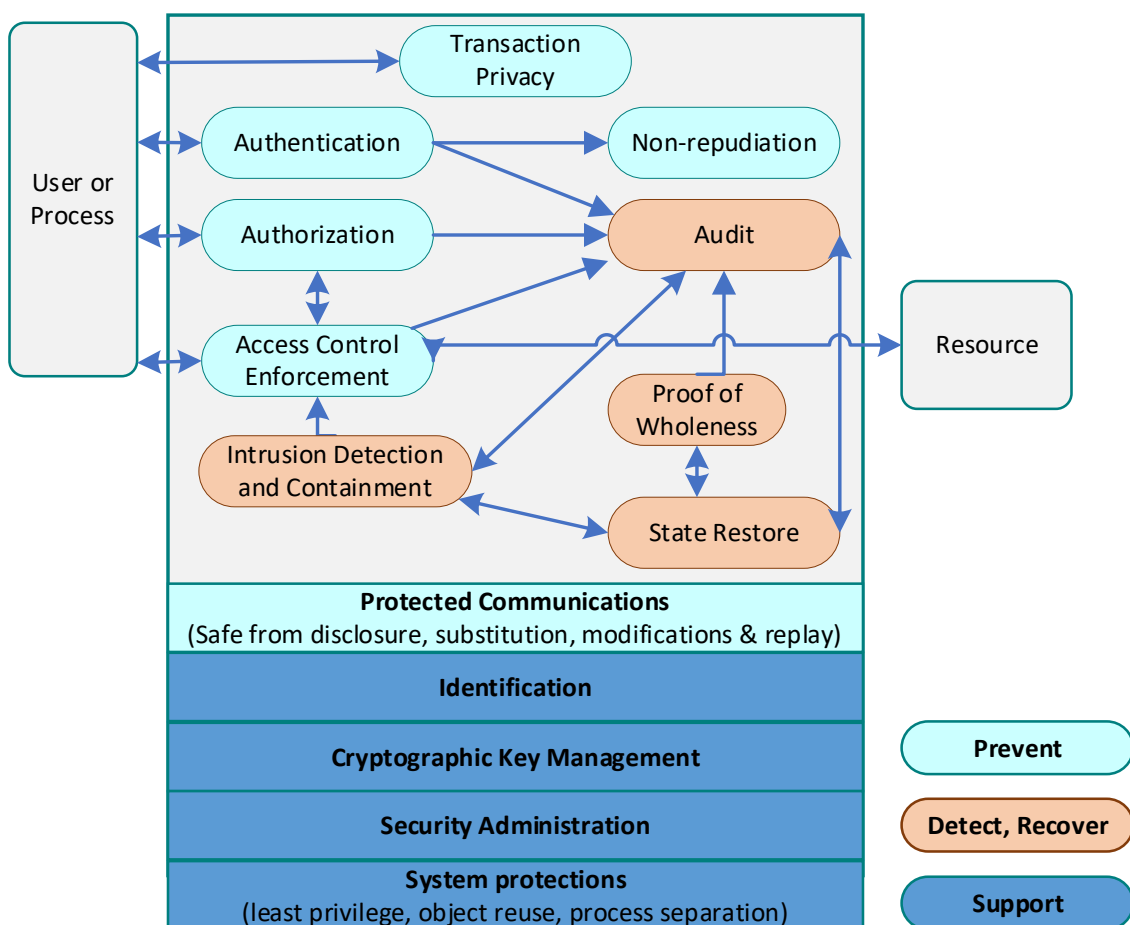 Transaction
Privacy
Authentication
Non-repudiation
User or
Process
Authorization
Audit
Access Control
Enforcement
Resource
Proof of
Wholeness
Intrusion Detection
and Containment
State Restore
Protected Communications
(Safe from disclosure, substitution, modifications & replay)
Identification
Cryptographic Key Management
Security Administration
System protections
(least privilege, object reuse, process separation)
Prevent
Detect, Recover
Support